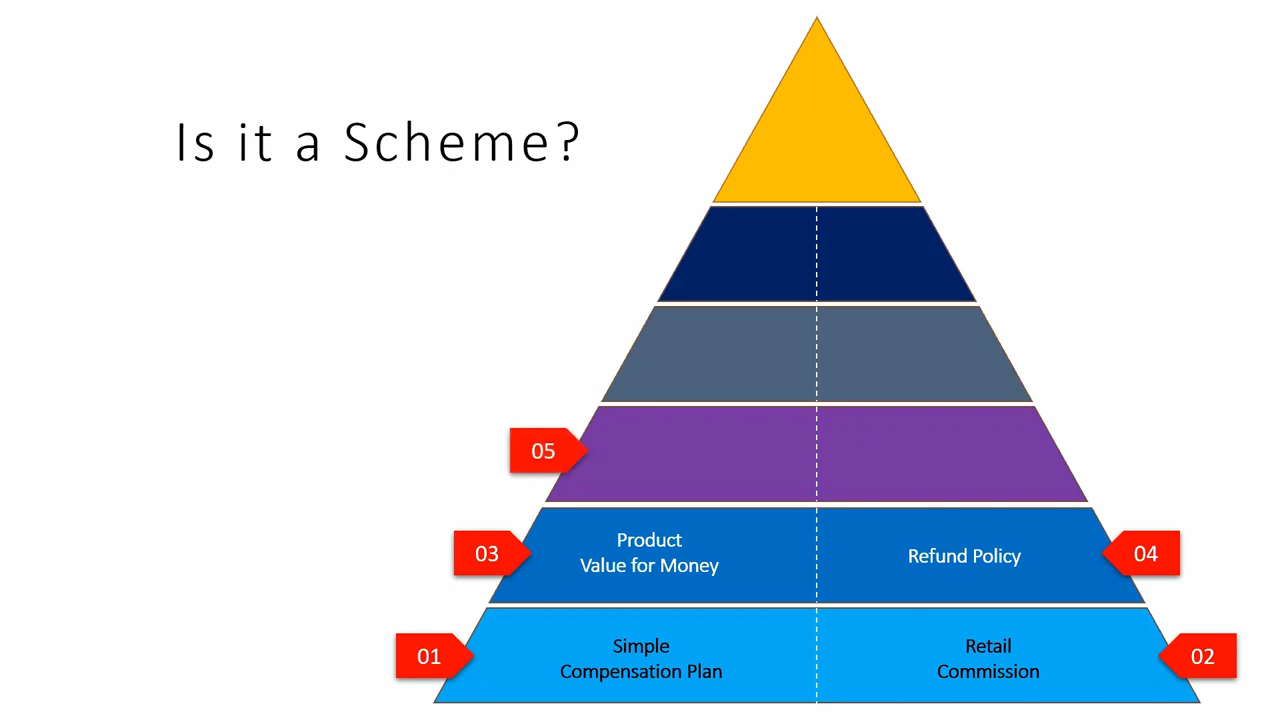 Is it a Scheme?
05
03
Product
Value for Money
Refund Policy
04
01
Simple
Compensation Plan
Retail
Commission
02